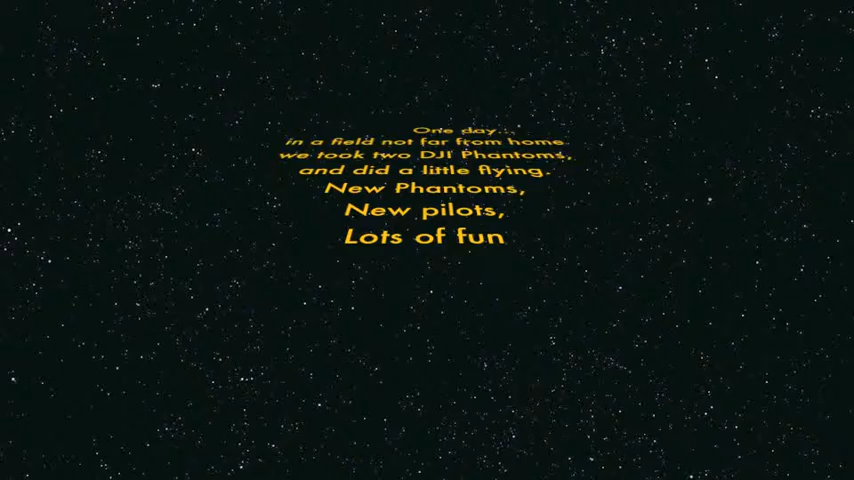 One day...
in a field not far from home
we took two DJI Phantoms,
and did a little flying.
New Phantoms,
New pilots,
Lots of fun